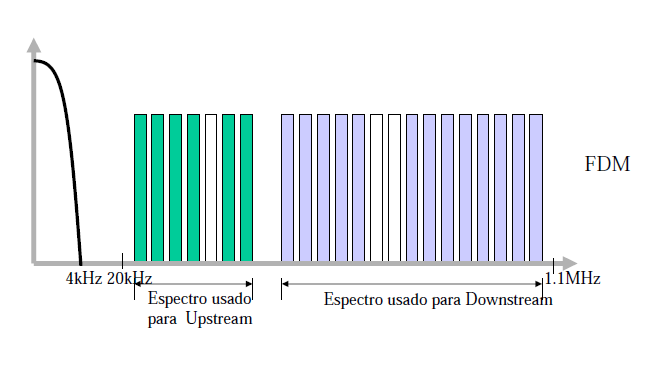 FDM
4kHz 20kHz
1.1MHz
Espectro usado
para Upstream
Espectro usado para Downstream